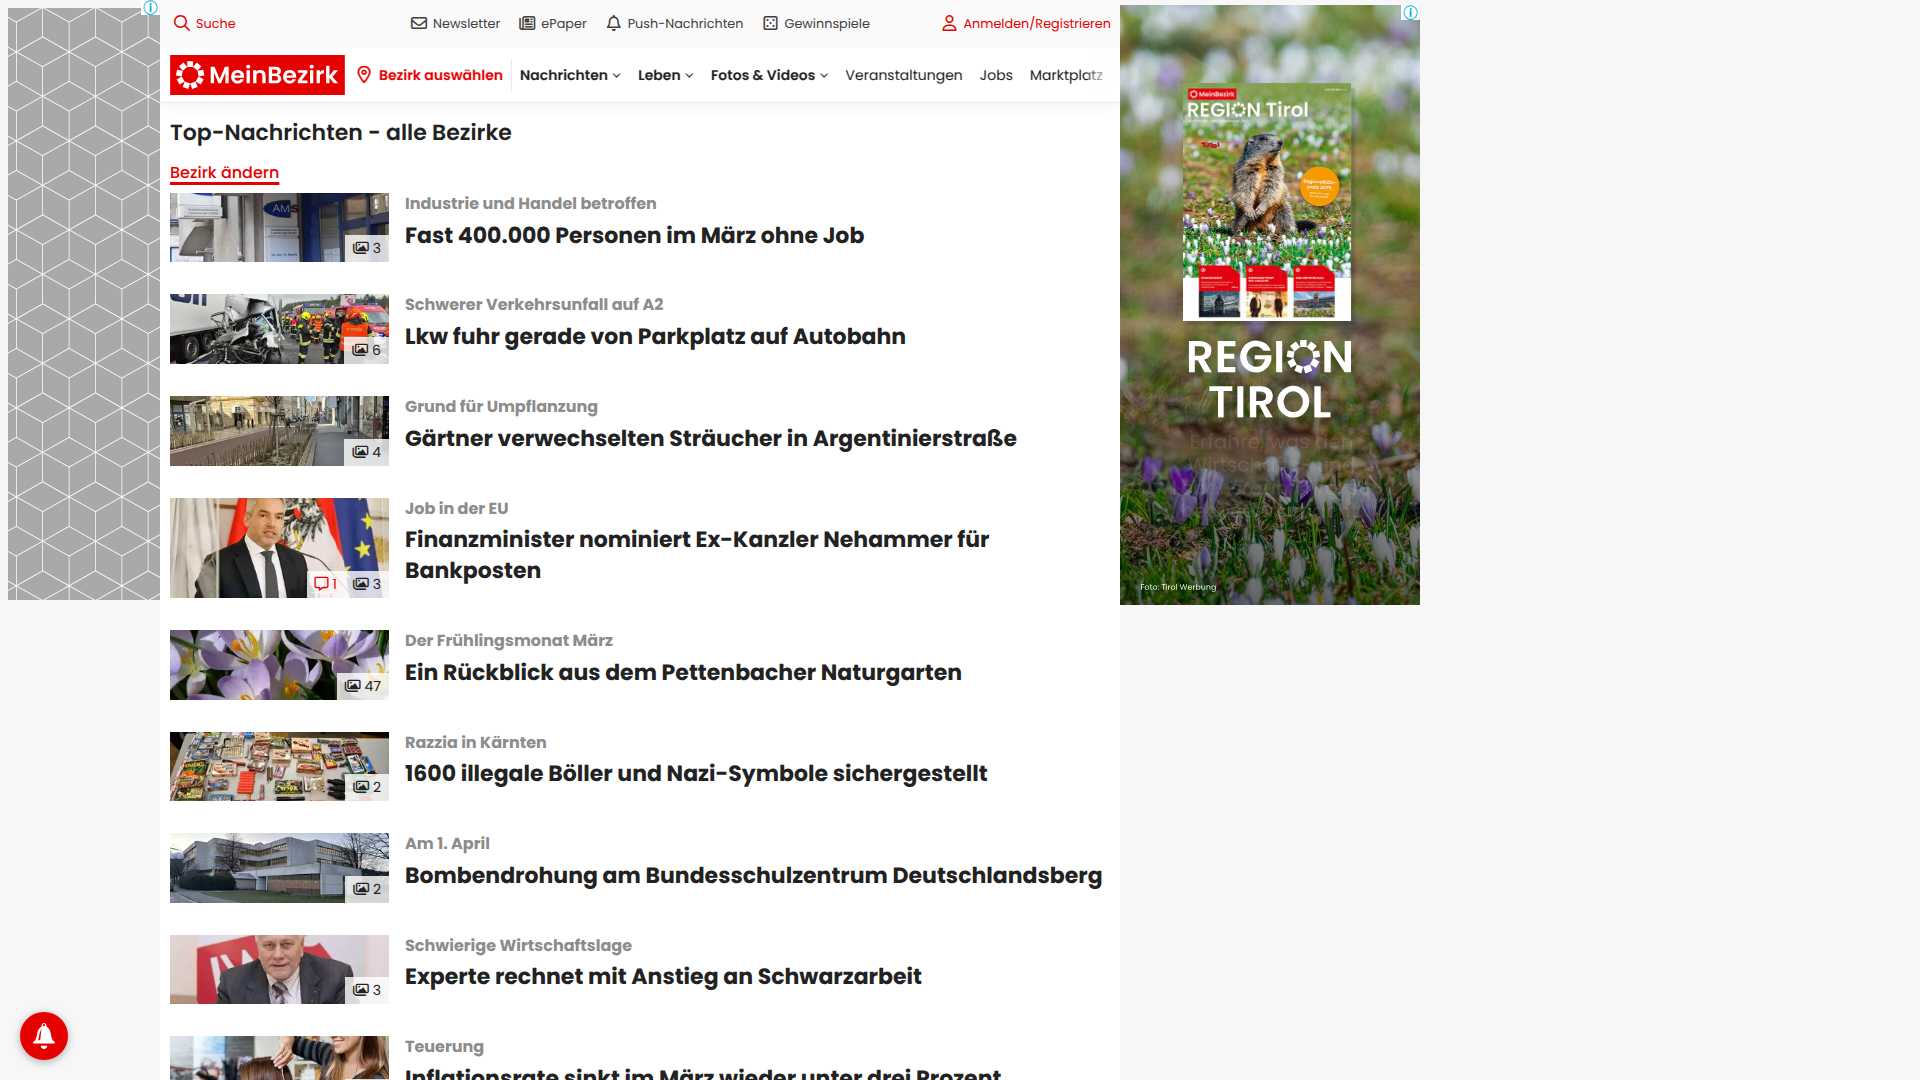 Suche
Newsletter
ePaper
Push-Nachrichten
Gewinnspiele
Anmelden/Registrieren
MeinBezirk
Bezirk auswählen
Nachrichten
Leben
Fotos & Videos
Veranstaltungen
Jobs
Marktplatz
Top-Nachrichten - alle Bezirke
Bezirk ändern
Industrie und Handel betroffen
Fast 400.000 Personen im März ohne Job
3
Schwerer Verkehrsunfall auf A2
Lkw fuhr gerade von Parkplatz auf Autobahn
6
Grund für Umpflanzung
Gärtner verwechselten Sträucher in Argentinierstraße
4
Job in der EU
Finanzminister nominiert Ex-Kanzler Nehammer für
Bankposten
1 3
Der Frühlingsmonat März
Ein Rückblick aus dem Pettenbacher Naturgarten
47
Razzia in Kärnten
1600 illegale Böller und Nazi-Symbole sichergestellt
2
Am 1. April
Bombendrohung am Bundesschulzentrum Deutschlandsberg
2
Schwierige Wirtschaftslage
Experte rechnet mit Anstieg an Schwarzarbeit
3
Teuerung
Inflationsrate sinkt im März wieder unter drei Prozent
MeinBezirk
REGION Tirol
REGION
TIROL
Erfahre, was den
Foto: Tirol Werbung